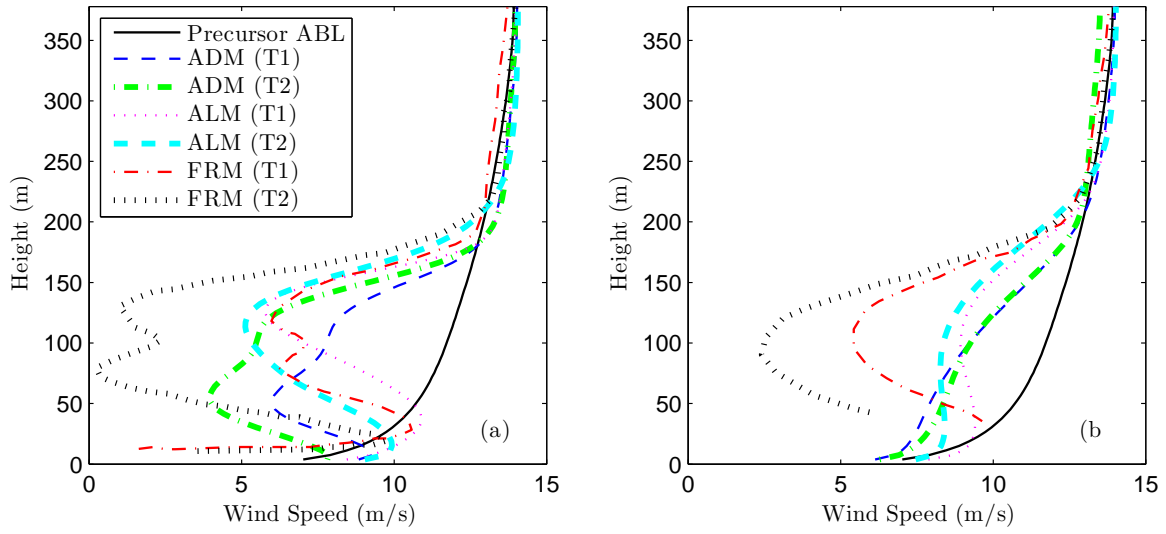 Precursor ABL
ADM (T1)
ADM (T2)
ALM (T1)
ALM (T2)
FRM (T1)
FRM (T2)
350
300
250
200
150
100
50
0
Height (m)
0 5 10 15
Wind Speed (m/s)
(a)
350
300
250
200
150
100
50
0
Height (m)
0 5 10 15
Wind Speed (m/s)
(b